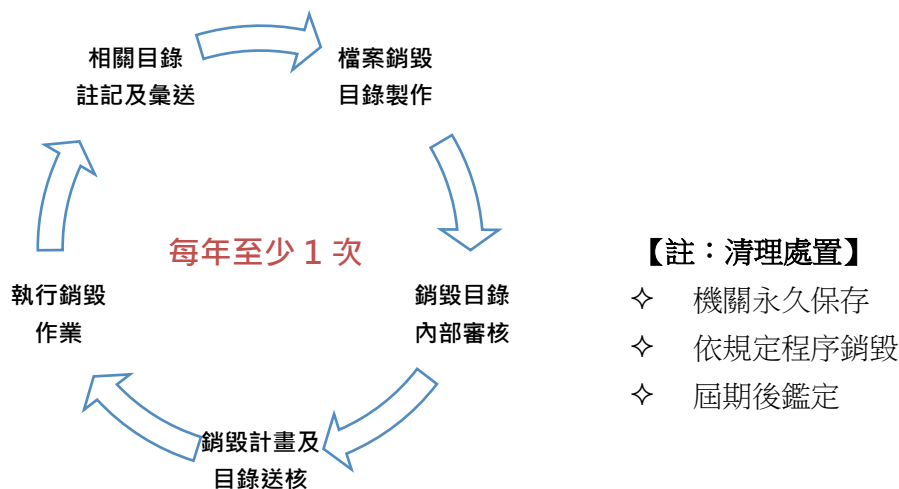 相關目錄
註記及彙送
檔案銷毀
目錄製作
每年至少 1 次
執行銷毀
作業
銷毀目錄
內部審核
銷毀計畫及
目錄送核
【註：清理處置】
✧ 機關永久保存
✧ 依規定程序銷毀
✧ 屆期後鑑定